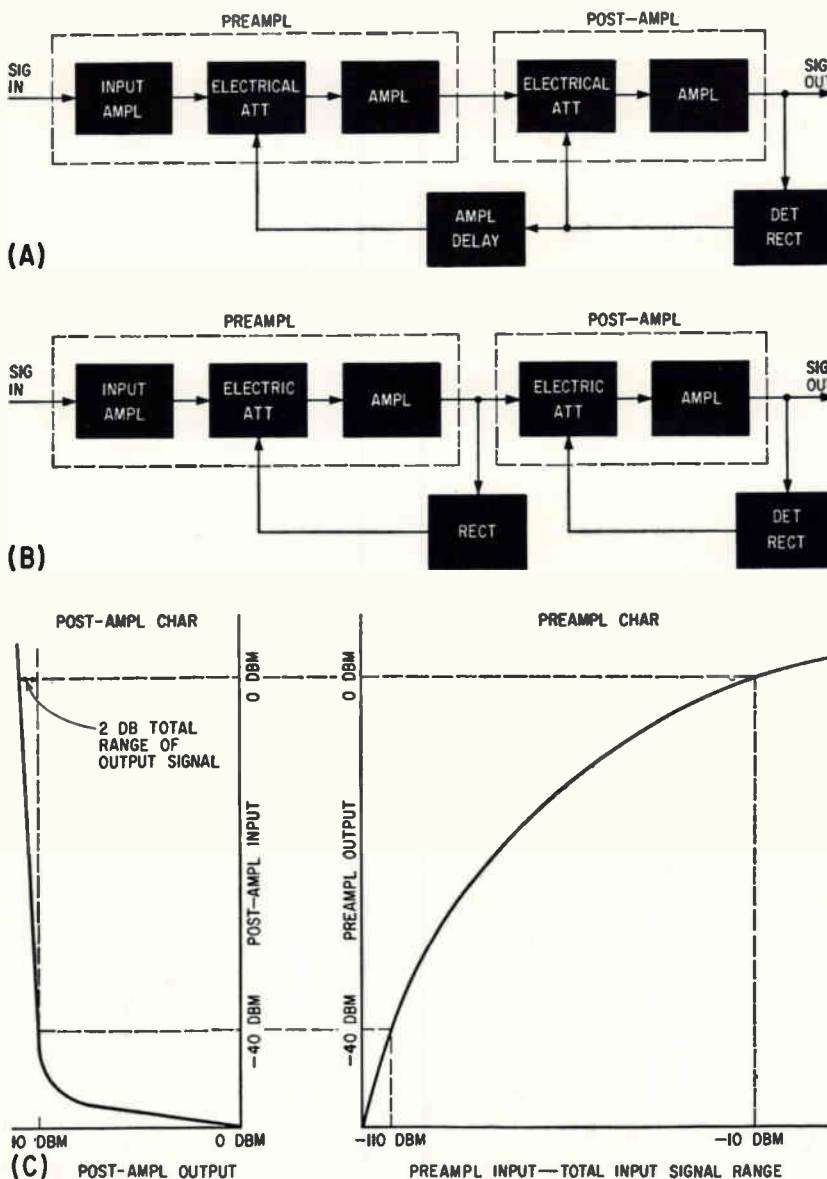 PREAMPL
POST-AMPL
SIG
IN
INPUT
AMPL
ELECTRICAL
ATT
AMPL
ELECTRICAL
ATT
AMPL
SIG
OUT
AMPL
DELAY
DET
RECT
(A)
PREAMPL
POST-AMPL
SIG
IN
INPUT
AMPL
ELECTRIC
ATT
AMPL
ELECTRIC
ATT
AMPL
SIG
OUT
RECT
DET
RECT
(B)
POST-AMPL CHAR
PREAMPL CHAR
0 DBM
0 DBM
2 DB TOTAL
RANGE OF
OUTPUT SIGNAL
POST-AMPL INPUT
PREAMPL OUTPUT
-40 DBM
-40 DBM
10 DBM
0 DBM
-110 DBM
-10 DBM
(C)
POST-AMPL OUTPUT
PREAMPL INPUT—TOTAL INPUT SIGNAL RANGE